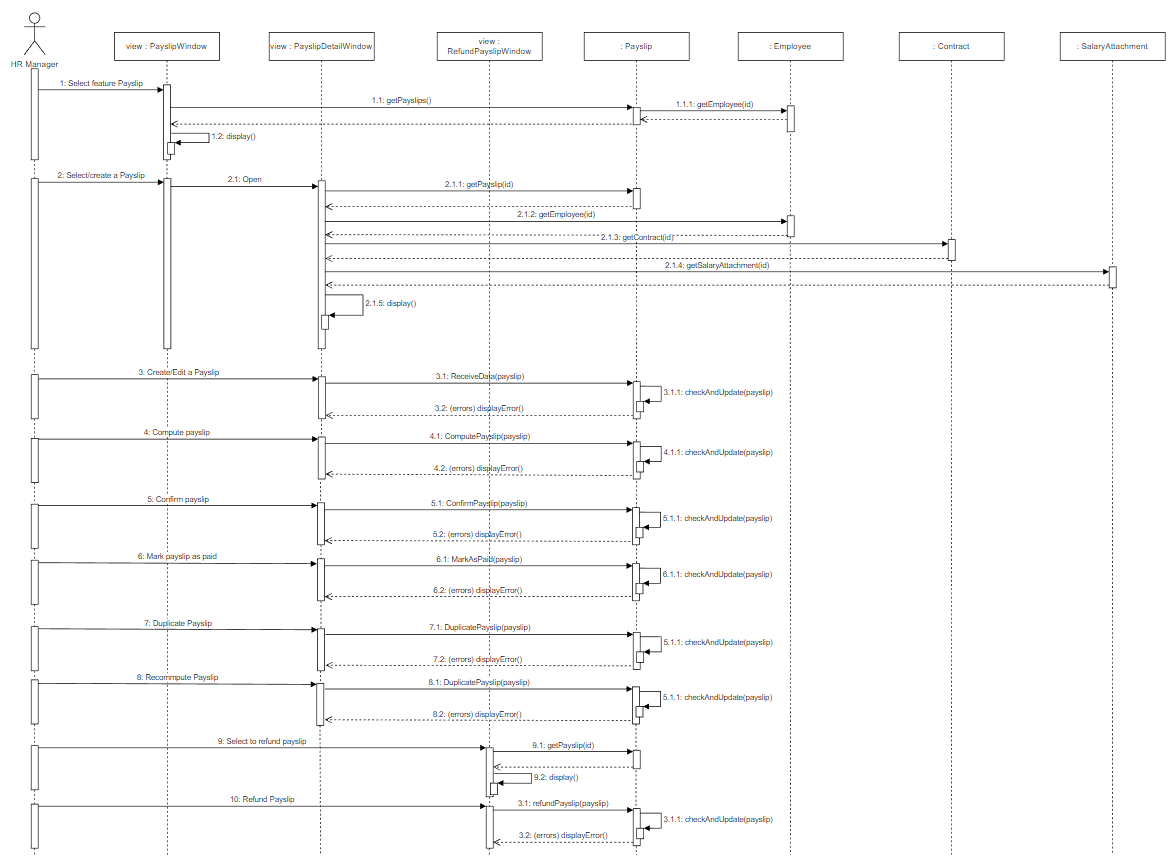 HR Manager
view : PayslipWindow
view : PayslipDetailWindow
view :
RefundPayslipWindow
: Payslip
: Employee
: Contract
: SalaryAttachment
1: Select feature Payslip
1.1: getPayslips()
1.1.1: getEmployee(id)
1.2: display()
2: Select/create a Payslip
2.1: Open
2.1.1: getPayslip(id)
2.1.2: getEmployee(id)
2.1.3: getContract(id)
2.1.4: getSalaryAttachment(id)
2.1.5: display()
3: Create/Edit a Payslip
3.1: ReceiveData(payslip)
3.1.1: checkAndUpdate(payslip)
3.2: (errors) displayError()
4: Compute payslip
4.1: ComputePayslip(payslip)
4.1.1: checkAndUpdate(payslip)
4.2: (errors) displayError()
5: Confirm payslip
5.1: ConfirmPayslip(payslip)
5.1.1: checkAndUpdate(payslip)
5.2: (errors) displayError()
6: Mark payslip as paid
6.1: MarkAsPaid(payslip)
6.1.1: checkAndUpdate(payslip)
6.2: (errors) displayError()
7: Duplicate Payslip
7.1: DuplicatePayslip(payslip)
5.1.1: checkAndUpdate(payslip)
7.2: (errors) displayError()
8: Recommpute Payslip
8.1: DuplicatePayslip(payslip)
5.1.1: checkAndUpdate(payslip)
8.2: (errors) displayError()
9: Select to refund payslip
9.1: getPayslip(id)
9.2: display()
10: Refund Payslip
3.1: refundPayslip(payslip)
3.1.1: checkAndUpdate(payslip)
3.2: (errors) displayError()